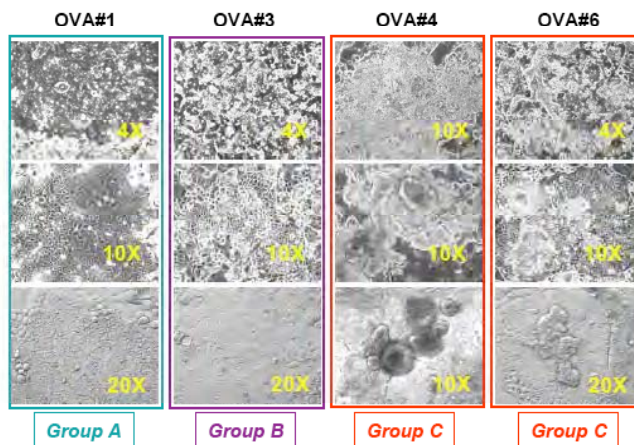 OVA#1 OVA#3 OVA#4 OVA#6
4X 4X 10X 4X
10X 10X 10X 10X
20X 20X 10X 20X
Group A Group B Group C Group C